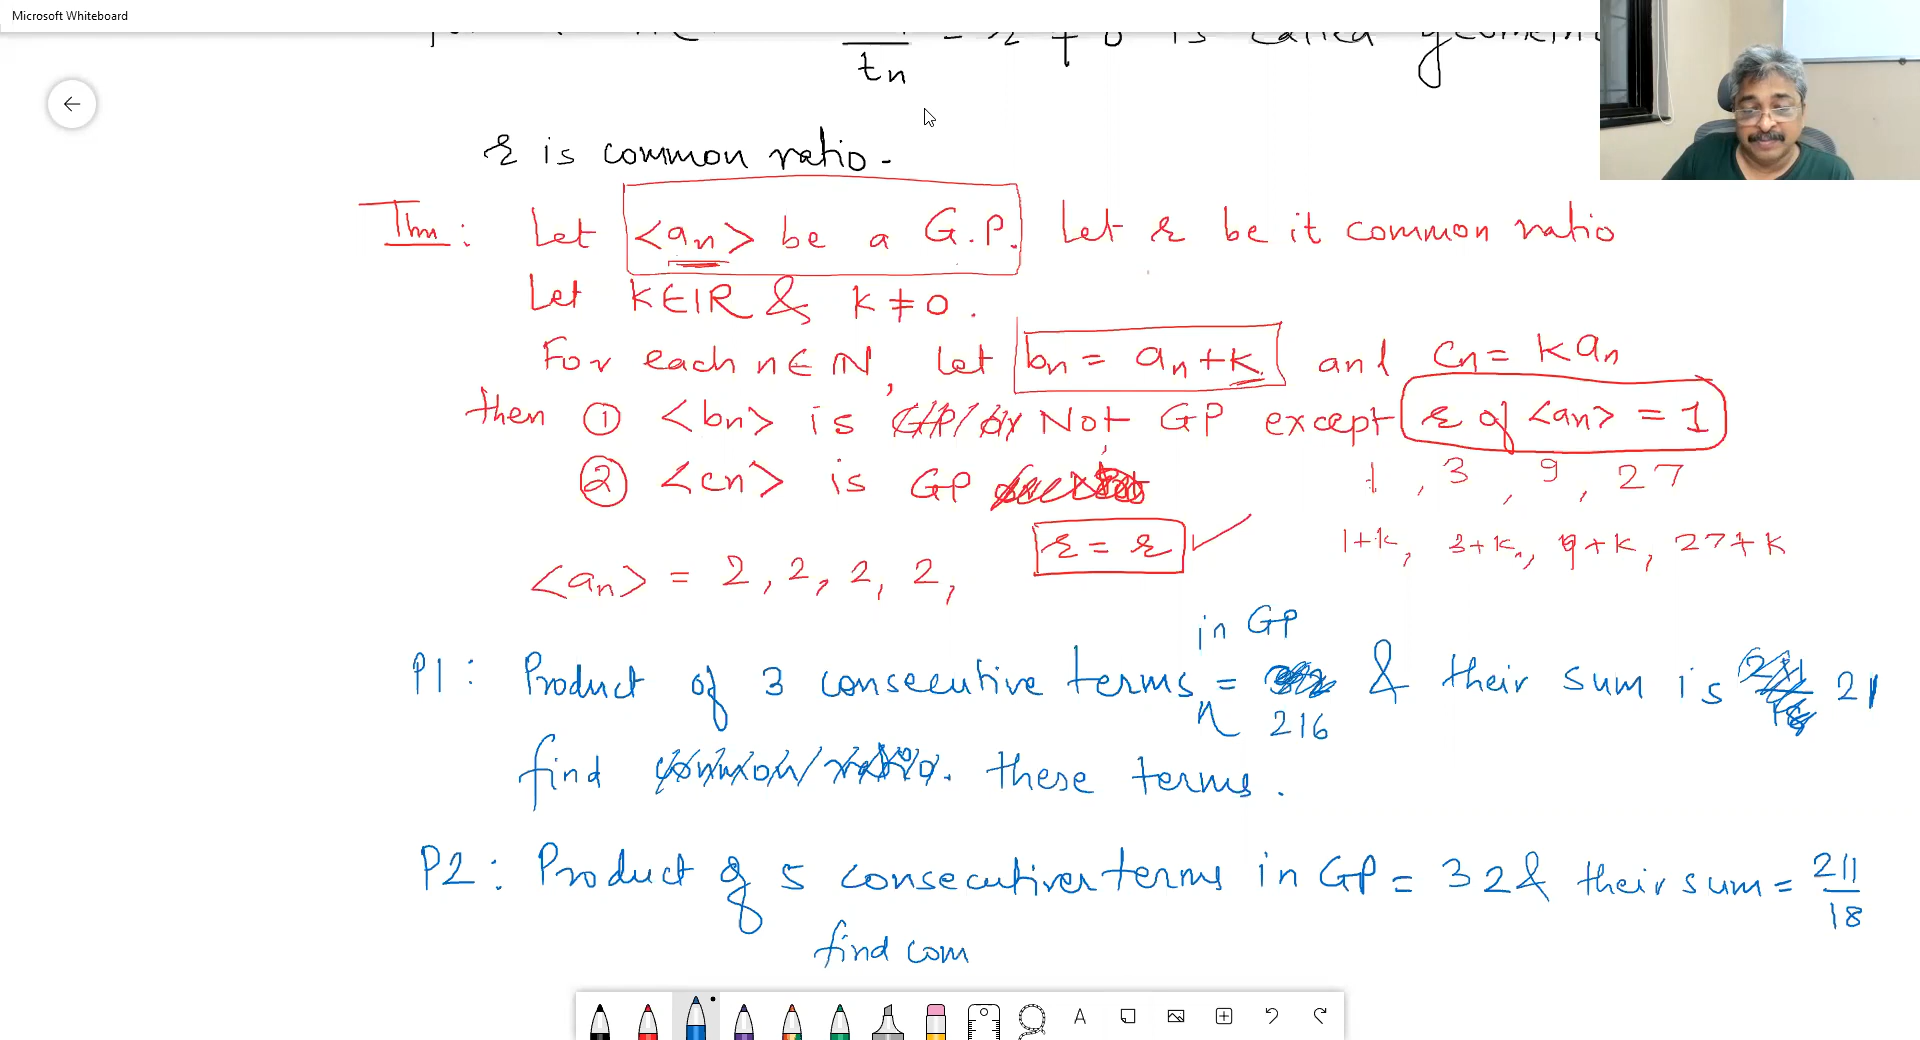 Microsoft Whiteboard
tn = r ≠ 0 is called
r is common ratio.
Thm: Let <an> be a G.P. Let r be it common ratio
Let k∈IR & k ≠ 0.
For each n∈N, let bn = an+k and cn = kan
then ① <bn> is Not GP except r of <an> = 1
② <cn> is GP
1, 3, 9, 27
r = r ✓
1+k, 3+k, 9+k, 27+k
<an> = 2, 2, 2, 2,
in GP
P1: Product of 3 consecutive terms = 216 & their sum is 21
find these terms.
P2: Product of 5 consecutive terms in GP = 32 & their sum = 211/18
find com